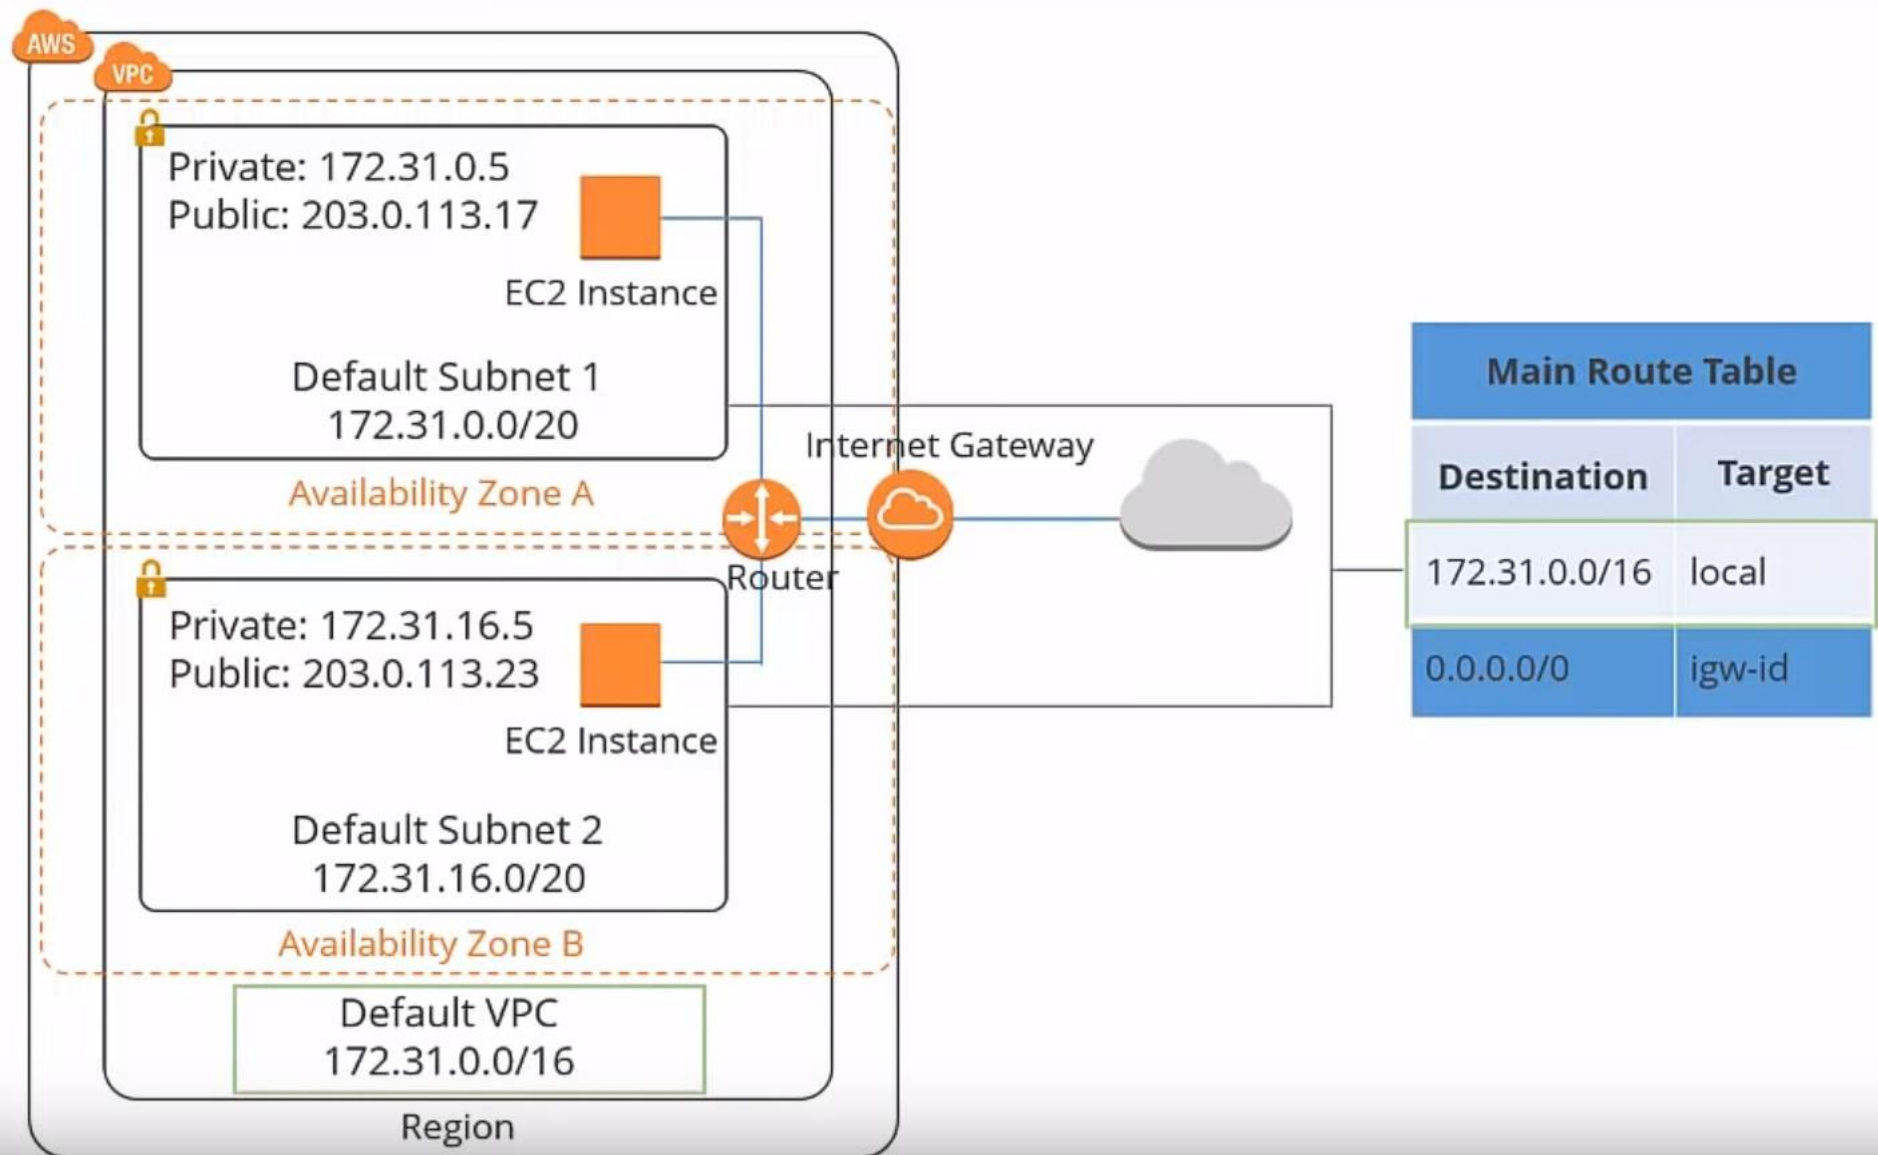 AWS
VPC
Private: 172.31.0.5
Public: 203.0.113.17
EC2 Instance
Default Subnet 1
172.31.0.0/20
Availability Zone A
Internet Gateway
Router
Private: 172.31.16.5
Public: 203.0.113.23
EC2 Instance
Default Subnet 2
172.31.16.0/20
Availability Zone B
Default VPC
172.31.0.0/16
Region
Main Route Table
Destination Target
172.31.0.0/16 local
0.0.0.0/0 igw-id